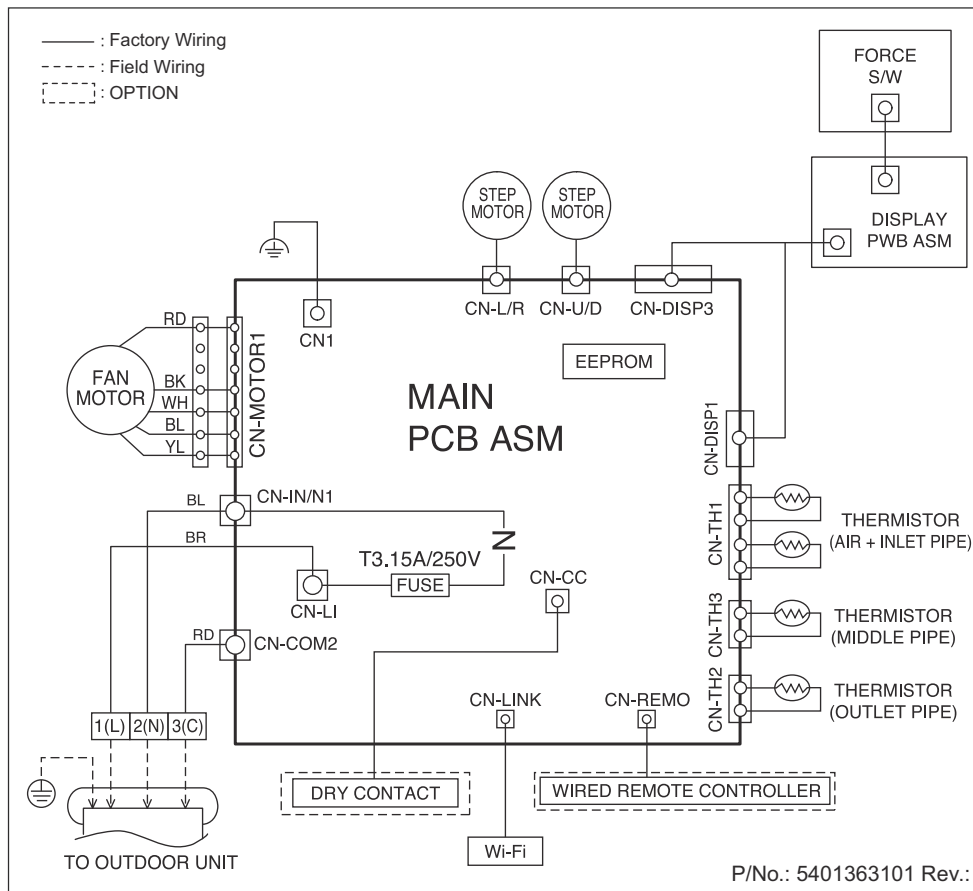 : Factory Wiring
: Field Wiring
: OPTION
FORCE
S/W
DISPLAY
PWB ASM
STEP
MOTOR
STEP
MOTOR
CN-L/R
CN-U/D
CN-DISP3
CN1
EEPROM
RD
BK
WH
BL
YL
FAN
MOTOR
CN-MOTOR1
MAIN
PCB ASM
CN-DISP1
CN-TH1
THERMISTOR
(AIR + INLET PIPE)
CN-TH3
THERMISTOR
(MIDDLE PIPE)
CN-TH2
THERMISTOR
(OUTLET PIPE)
BL
CN-IN/N1
BR
T3.15A/250V
FUSE
N
CN-LI
CN-CC
RD
CN-COM2
CN-LINK
CN-REMO
1(L) 2(N) 3(C)
DRY CONTACT
WIRED REMOTE CONTROLLER
Wi-Fi
TO OUTDOOR UNIT
P/No.: 5401363101 Rev.: